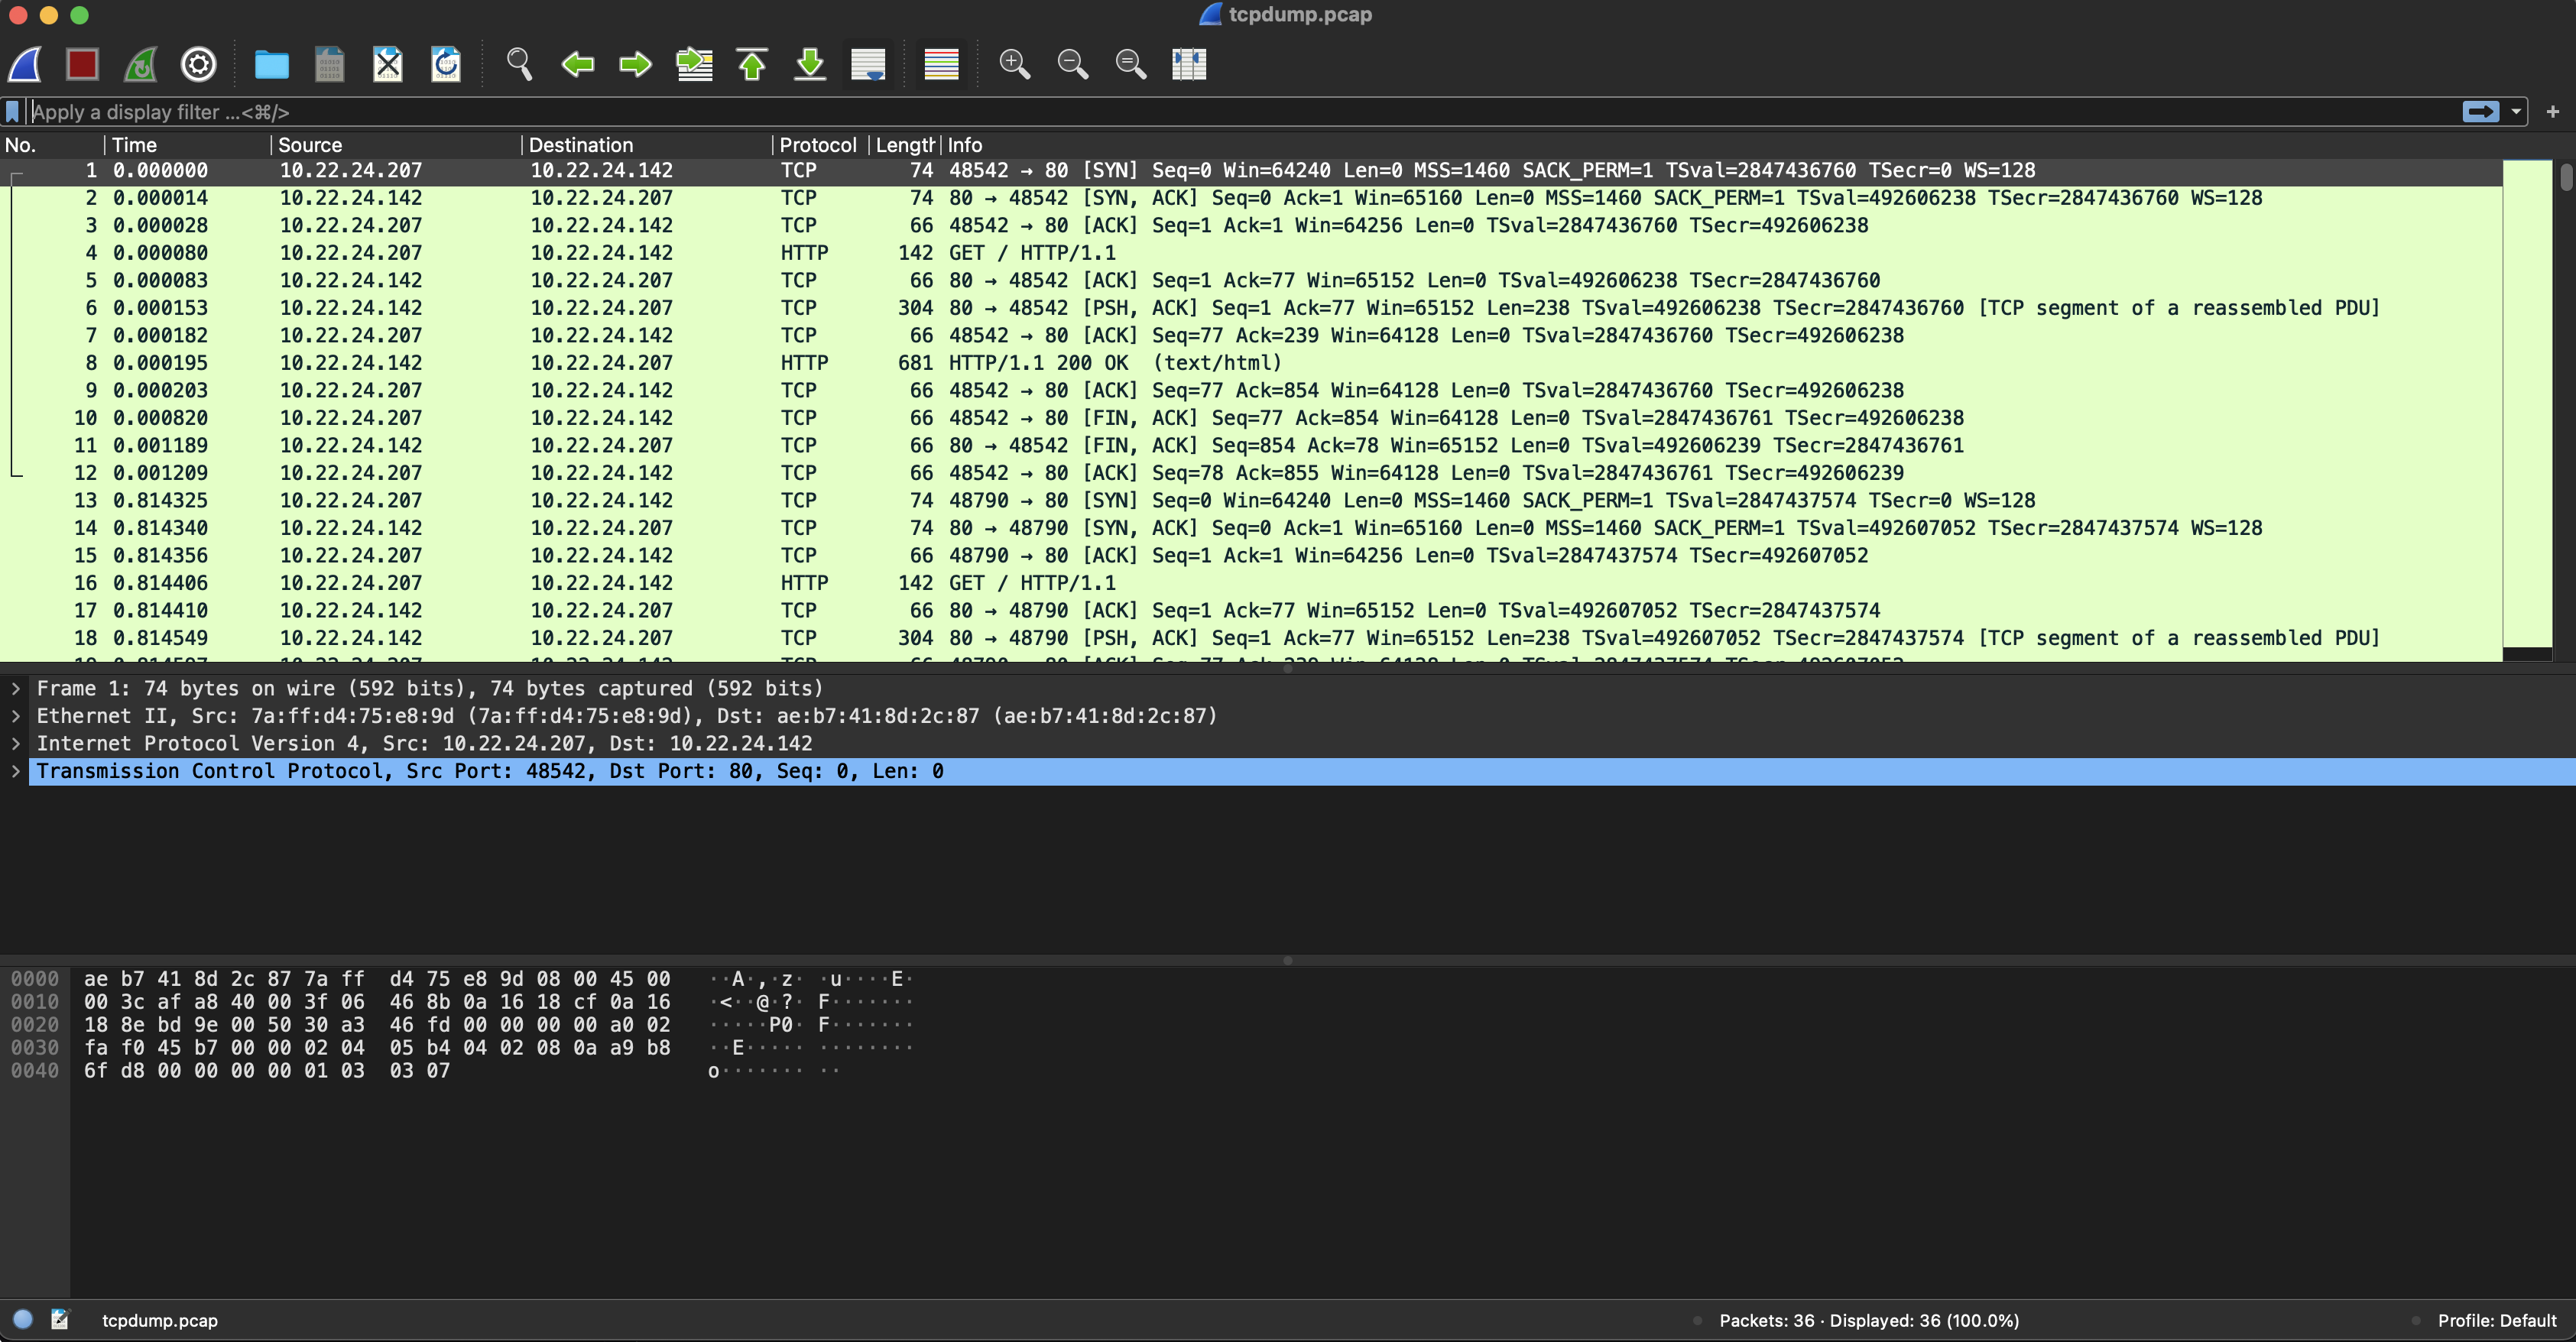 tcpdump.pcap
Apply a display filter ...<⌘/>
No. Time Source Destination Protocol Length Info
1 0.000000 10.22.24.207 10.22.24.142 TCP 74 48542 → 80 [SYN] Seq=0 Win=64240 Len=0 MSS=1460 SACK_PERM=1 TSval=2847436760 TSecr=0 WS=128
2 0.000014 10.22.24.142 10.22.24.207 TCP 74 80 → 48542 [SYN, ACK] Seq=0 Ack=1 Win=65160 Len=0 MSS=1460 SACK_PERM=1 TSval=492606238 TSecr=2847436760 WS=128
3 0.000028 10.22.24.207 10.22.24.142 TCP 66 48542 → 80 [ACK] Seq=1 Ack=1 Win=64256 Len=0 TSval=2847436760 TSecr=492606238
4 0.000080 10.22.24.207 10.22.24.142 HTTP 142 GET / HTTP/1.1
5 0.000083 10.22.24.142 10.22.24.207 TCP 66 80 → 48542 [ACK] Seq=1 Ack=77 Win=65152 Len=0 TSval=492606238 TSecr=2847436760
6 0.000153 10.22.24.142 10.22.24.207 TCP 304 80 → 48542 [PSH, ACK] Seq=1 Ack=77 Win=65152 Len=238 TSval=492606238 TSecr=2847436760 [TCP segment of a reassembled PDU]
7 0.000182 10.22.24.207 10.22.24.142 TCP 66 48542 → 80 [ACK] Seq=77 Ack=239 Win=64128 Len=0 TSval=2847436760 TSecr=492606238
8 0.000195 10.22.24.142 10.22.24.207 HTTP 681 HTTP/1.1 200 OK (text/html)
9 0.000203 10.22.24.207 10.22.24.142 TCP 66 48542 → 80 [ACK] Seq=77 Ack=854 Win=64128 Len=0 TSval=2847436760 TSecr=492606238
10 0.000820 10.22.24.207 10.22.24.142 TCP 66 48542 → 80 [FIN, ACK] Seq=77 Ack=854 Win=64128 Len=0 TSval=2847436761 TSecr=492606238
11 0.001189 10.22.24.142 10.22.24.207 TCP 66 80 → 48542 [FIN, ACK] Seq=854 Ack=78 Win=65152 Len=0 TSval=492606239 TSecr=2847436761
12 0.001209 10.22.24.207 10.22.24.142 TCP 66 48542 → 80 [ACK] Seq=78 Ack=855 Win=64128 Len=0 TSval=2847436761 TSecr=492606239
13 0.814325 10.22.24.207 10.22.24.142 TCP 74 48790 → 80 [SYN] Seq=0 Win=64240 Len=0 MSS=1460 SACK_PERM=1 TSval=2847437574 TSecr=0 WS=128
14 0.814340 10.22.24.142 10.22.24.207 TCP 74 80 → 48790 [SYN, ACK] Seq=0 Ack=1 Win=65160 Len=0 MSS=1460 SACK_PERM=1 TSval=492607052 TSecr=2847437574 WS=128
15 0.814356 10.22.24.207 10.22.24.142 TCP 66 48790 → 80 [ACK] Seq=1 Ack=1 Win=64256 Len=0 TSval=2847437574 TSecr=492607052
16 0.814406 10.22.24.207 10.22.24.142 HTTP 142 GET / HTTP/1.1
17 0.814410 10.22.24.142 10.22.24.207 TCP 66 80 → 48790 [ACK] Seq=1 Ack=77 Win=65152 Len=0 TSval=492607052 TSecr=2847437574
18 0.814549 10.22.24.142 10.22.24.207 TCP 304 80 → 48790 [PSH, ACK] Seq=1 Ack=77 Win=65152 Len=238 TSval=492607052 TSecr=2847437574 [TCP segment of a reassembled PDU]
> Frame 1: 74 bytes on wire (592 bits), 74 bytes captured (592 bits)
> Ethernet II, Src: 7a:ff:d4:75:e8:9d (7a:ff:d4:75:e8:9d), Dst: ae:b7:41:8d:2c:87 (ae:b7:41:8d:2c:87)
> Internet Protocol Version 4, Src: 10.22.24.207, Dst: 10.22.24.142
> Transmission Control Protocol, Src Port: 48542, Dst Port: 80, Seq: 0, Len: 0
0000 ae b7 41 8d 2c 87 7a ff d4 75 e8 9d 08 00 45 00 ··A·,·z· ·u····E·
0010 00 3c af a8 40 00 3f 06 46 8b 0a 16 18 cf 0a 16 ·<··@·?· F·······
0020 18 8e bd 9e 00 50 30 a3 46 fd 00 00 00 00 a0 02 ·····P0· F·······
0030 fa f0 45 b7 00 00 02 04 05 b4 04 02 08 0a a9 b8 ··E····· ········
0040 6f d8 00 00 00 00 01 03 03 07 o······· ··
tcpdump.pcap Packets: 36 · Displayed: 36 (100.0%) Profile: Default